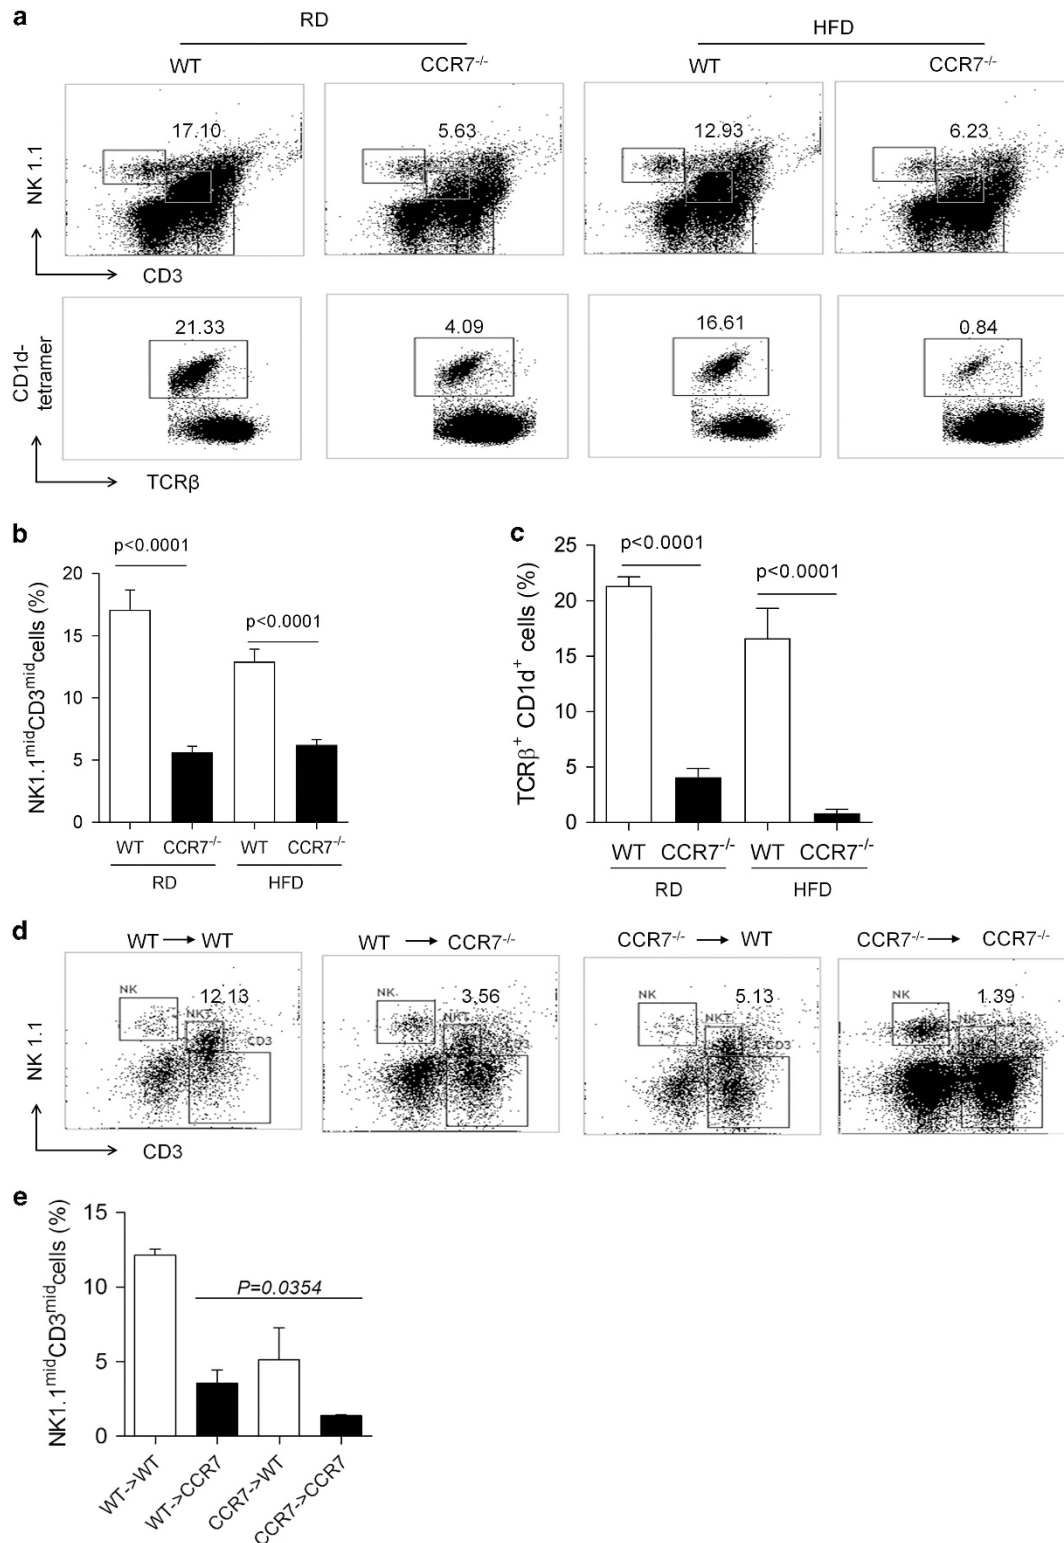 a
RD
HFD
WT
CCR7-/-
WT
CCR7-/-
17.10
5.63
12.93
6.23
NK 1.1
CD3
21.33
4.09
16.61
0.84
CD1d-
tetramer
TCRβ
b
p<0.0001
p<0.0001
NK1.1midCD3midcells (%)
20
15
10
5
0
WT
CCR7-/-
WT
CCR7-/-
RD
HFD
c
p<0.0001
p<0.0001
TCRβ+ CD1d+ cells (%)
25
20
15
10
5
0
WT
CCR7-/-
WT
CCR7-/-
RD
HFD
d
WT → WT
WT → CCR7-/-
CCR7-/- → WT
CCR7-/- → CCR7-/-
NK
12.13
NKT
CD3
NK
3.56
NKT
CD3
NK
5.13
NKT
CD3
NK
1.39
NKT
CD3
NK 1.1
CD3
e
NK1.1midCD3midcells (%)
15
10
5
0
P=0.0354
WT->WT
WT->CCR7
CCR7->WT
CCR7->CCR7